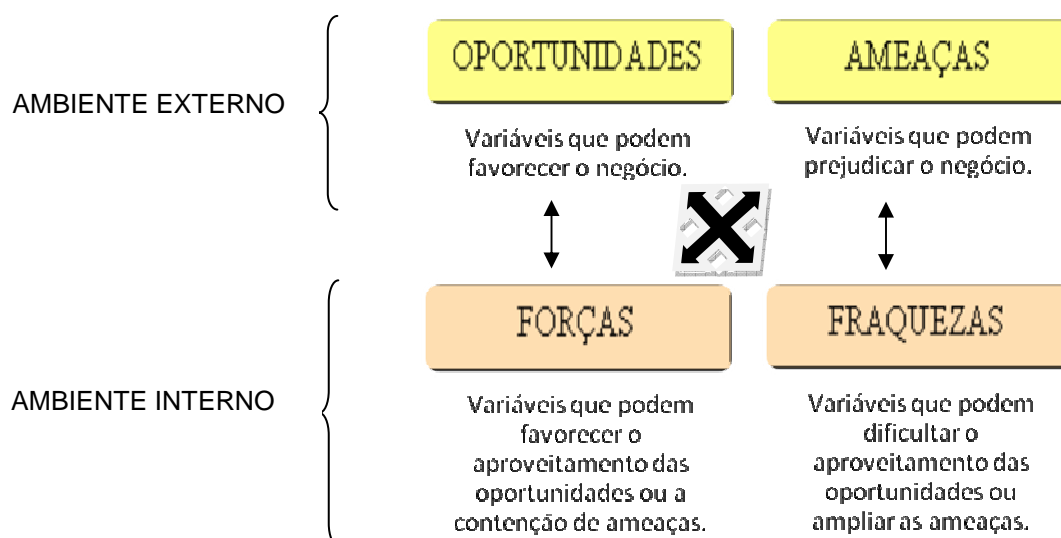 AMBIENTE EXTERNO
OPORTUNIDADES
Variáveis que podem
favorecer o negócio.
AMEAÇAS
Variáveis que podem
prejudicar o negócio.
AMBIENTE INTERNO
FORÇAS
Variáveis que podem
favorecer o
aproveitamento das
oportunidades ou a
contenção de ameaças.
FRAQUEZAS
Variáveis que podem
dificultar o
aproveitamento das
oportunidades ou
ampliar as ameaças.